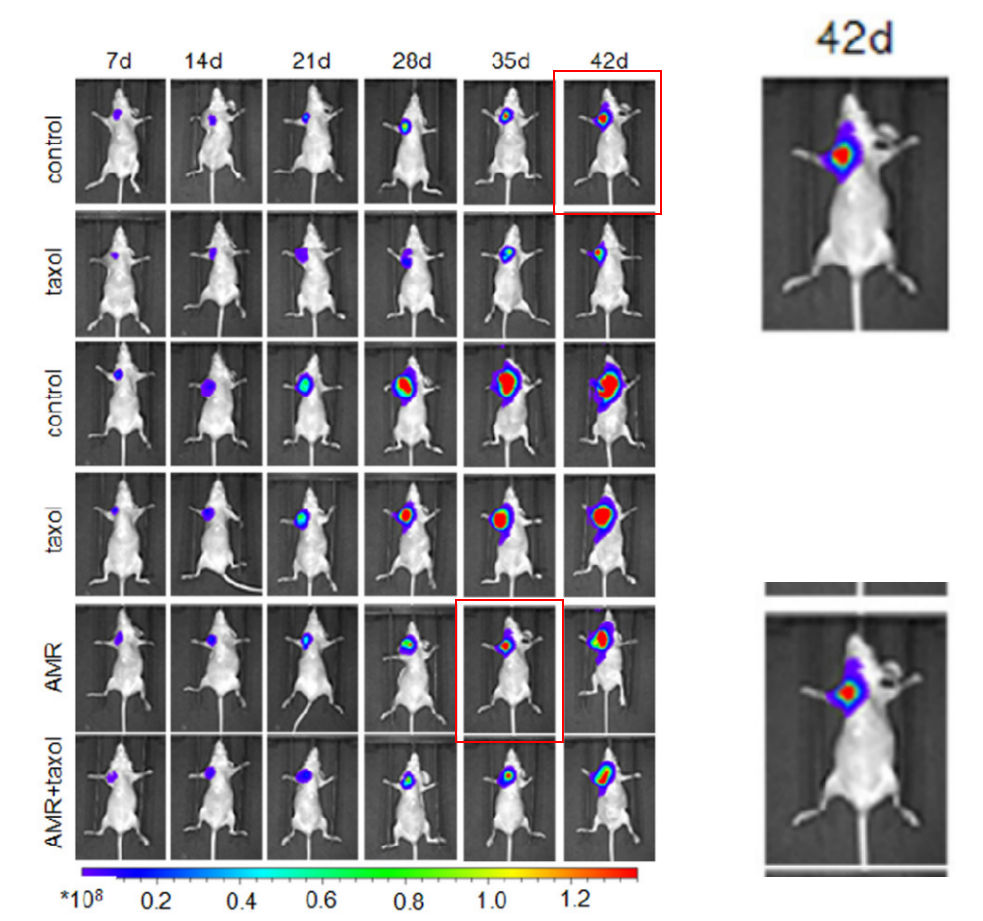 7d 14d 21d 28d 35d 42d
42d
control
taxol
control
taxol
AMR
AMR+taxol
*10⁸ 0.2 0.4 0.6 0.8 1.0 1.2